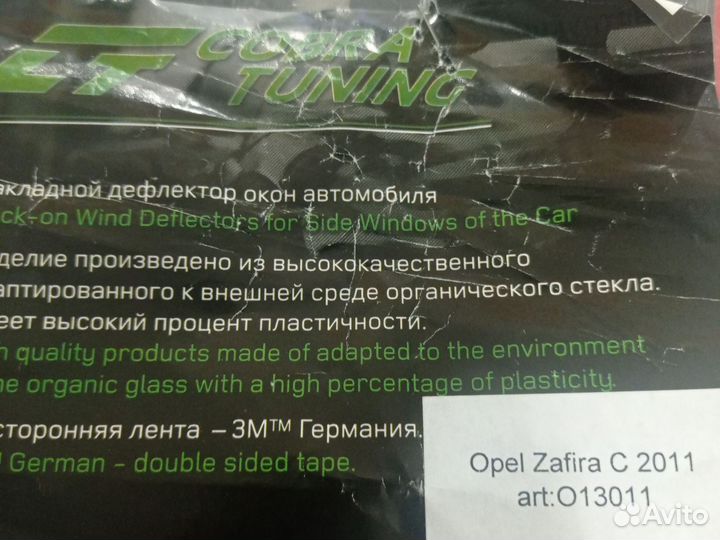 CT COBRA
TUNING
акладной дефлектор окон автомобиля
ck-on Wind Deflectors for Side Windows of the Car
делие произведено из высококачественного
аптированного к внешней среде органического стекла.
еет высокий процент пластичности.
h quality products made of adapted to the environment
ne organic glass with a high percentage of plasticity.
сторонняя лента – 3М™ Германия.
German - double sided tape.
Opel Zafira C 2011
art:O13011
Avito